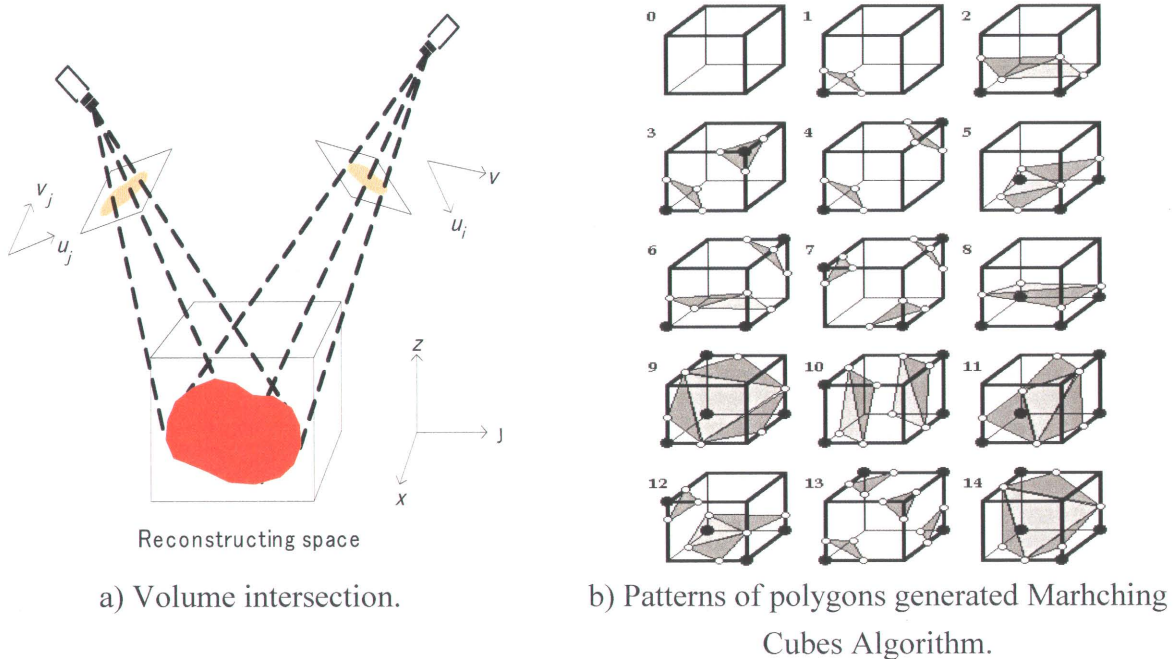 v_j
u_j
v
u_i
z
J
x
Reconstructing space
a) Volume intersection.
0 1 2
3 4 5
6 7 8
9 10 11
12 13 14
b) Patterns of polygons generated Marhching
Cubes Algorithm.